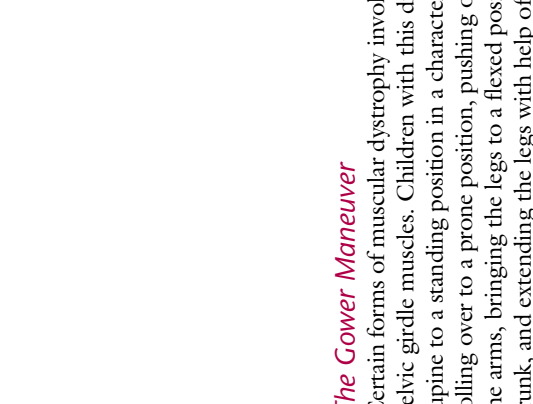 he Gower Maneuver
ertain forms of muscular dystrophy invol
elvic girdle muscles. Children with this d
upine to a standing position in a characte
olling over to a prone position, pushing o
he arms, bringing the legs to a flexed pos
runk, and extending the legs with help of